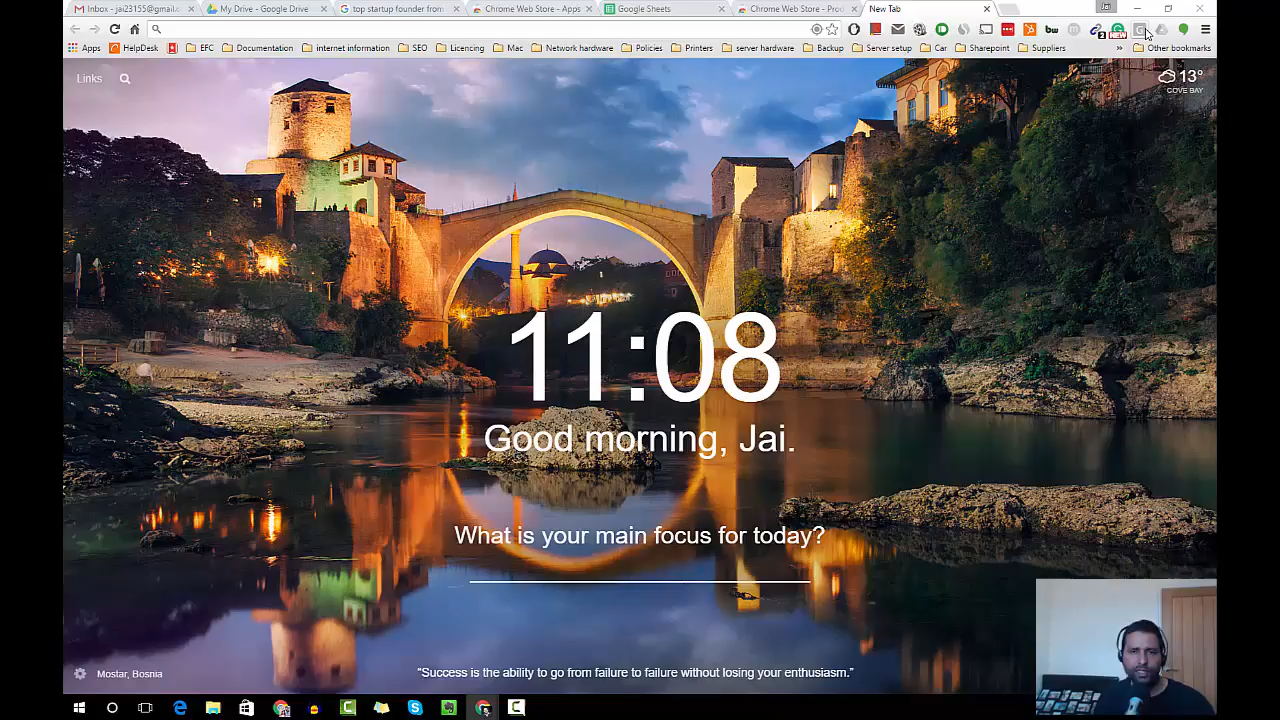 Inbox - jai23155@gmail.c
My Drive - Google Drive
top startup founder from
Chrome Web Store - Apps
Google Sheets
Chrome Web Store - Prod
New Tab
Jai
Apps
HelpDesk
EFC
Documentation
internet information
SEO
Licencing
Mac
Network hardware
Policies
Printers
server hardware
Backup
Server setup
Car
Sharepoint
Suppliers
»
Other bookmarks
bw
2
NEW
Links
13°
COVE BAY
11:08
Good morning, Jai.
What is your main focus for today?
Mostar, Bosnia
“Success is the ability to go from failure to failure without losing your enthusiasm.”